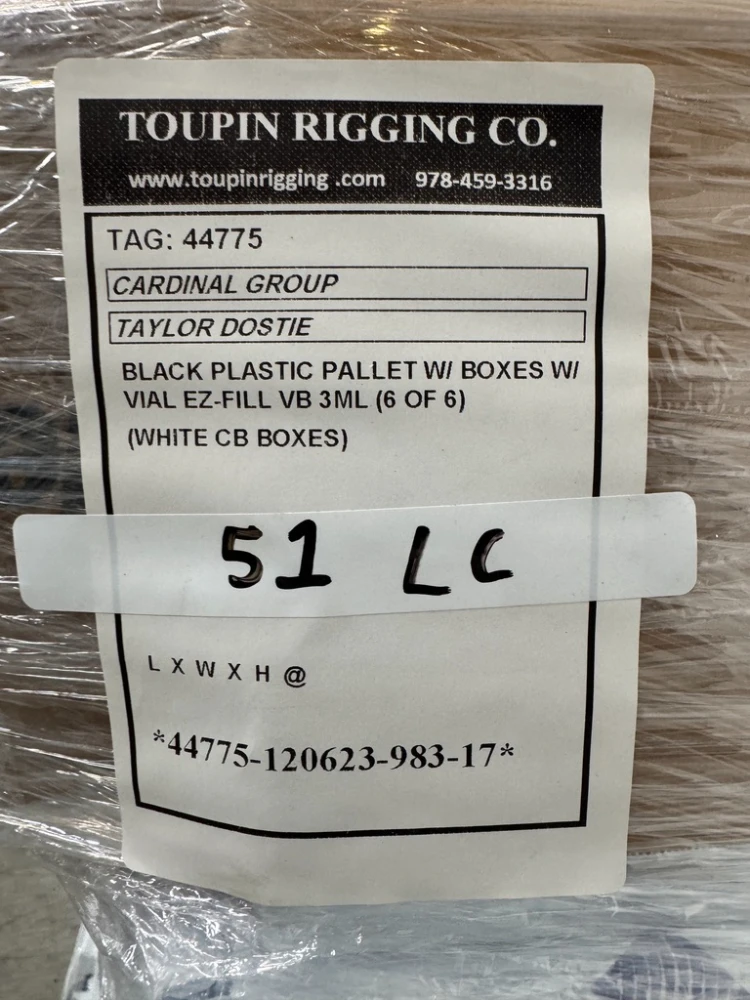 TOUPIN RIGGING CO.
www.toupinrigging .com 978-459-3316
TAG: 44775
CARDINAL GROUP
TAYLOR DOSTIE
BLACK PLASTIC PALLET W/ BOXES W/
VIAL EZ-FILL VB 3ML (6 OF 6)
(WHITE CB BOXES)
51 LC
L X W X H @
*44775-120623-983-17*